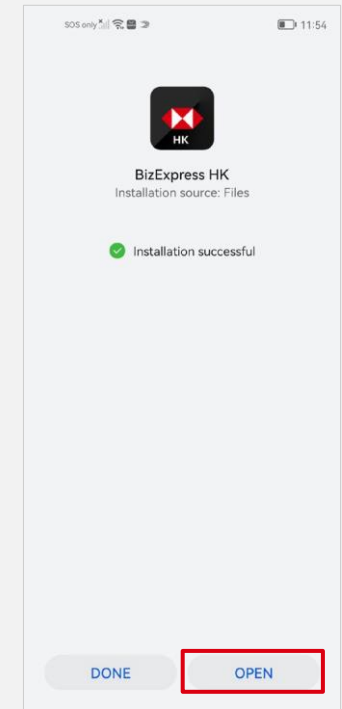 SOS only
11:54
HK
BizExpress HK
Installation source: Files
Installation successful
DONE
OPEN